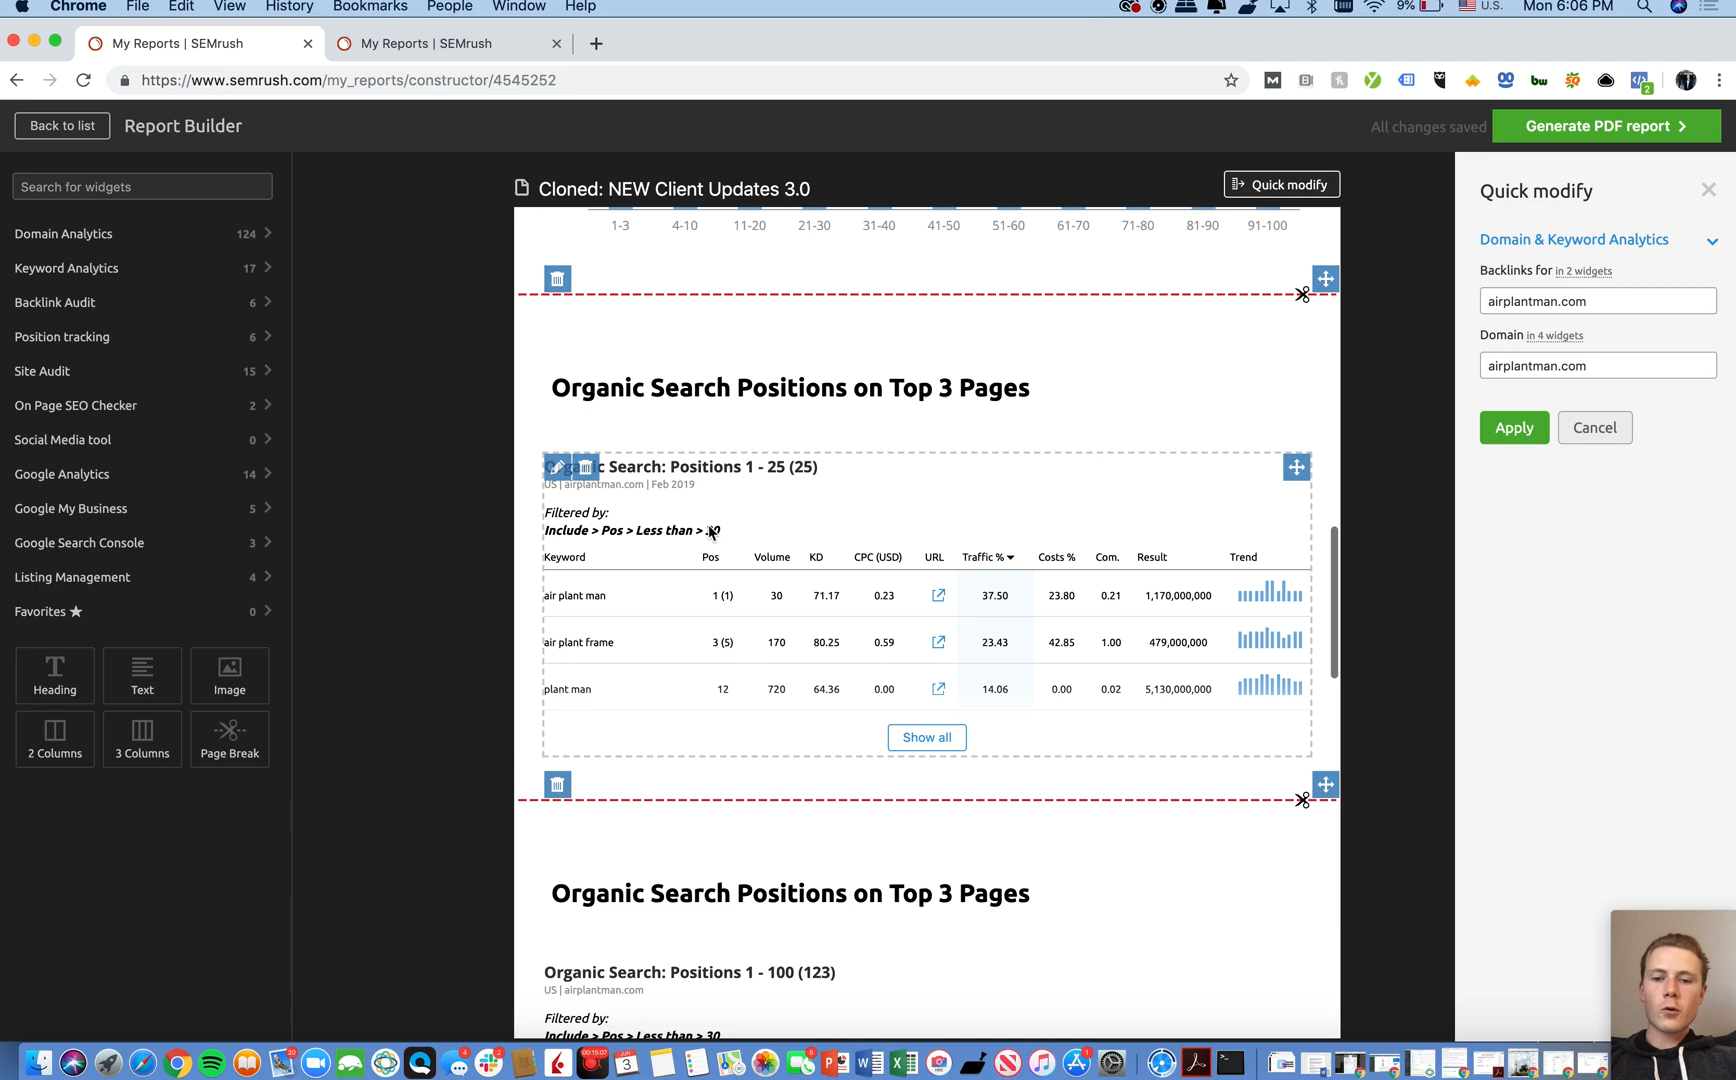 Chrome File Edit View History Bookmarks People Window Help 9% U.S. Mon 6:06 PM
My Reports | SEMrush My Reports | SEMrush
https://www.semrush.com/my_reports/constructor/4545252
Back to list Report Builder All changes saved Generate PDF report
Search for widgets
Domain Analytics 124
Keyword Analytics 17
Backlink Audit 6
Position tracking 6
Site Audit 15
On Page SEO Checker 2
Social Media tool 0
Google Analytics 14
Google My Business 5
Google Search Console 3
Listing Management 4
Favorites ★ 0
Heading Text Image
2 Columns 3 Columns Page Break
Cloned: NEW Client Updates 3.0 Quick modify
1-3 4-10 11-20 21-30 31-40 41-50 51-60 61-70 71-80 81-90 91-100
Organic Search Positions on Top 3 Pages
Organic Search: Positions 1 - 25 (25)
US | airplantman.com | Feb 2019
Filtered by:
Include > Pos > Less than >
Keyword Pos Volume KD CPC (USD) URL Traffic % Costs % Com. Result Trend
air plant man 1 (1) 30 71.17 0.23 37.50 23.80 0.21 1,170,000,000
air plant frame 3 (5) 170 80.25 0.59 23.43 42.85 1.00 479,000,000
plant man 12 720 64.36 0.00 14.06 0.00 0.02 5,130,000,000
Show all
Organic Search Positions on Top 3 Pages
Organic Search: Positions 1 - 100 (123)
US | airplantman.com
Filtered by:
Include > Pos > Less than > 30
Quick modify
Domain & Keyword Analytics
Backlinks for in 2 widgets
airplantman.com
Domain in 4 widgets
airplantman.com
Apply Cancel